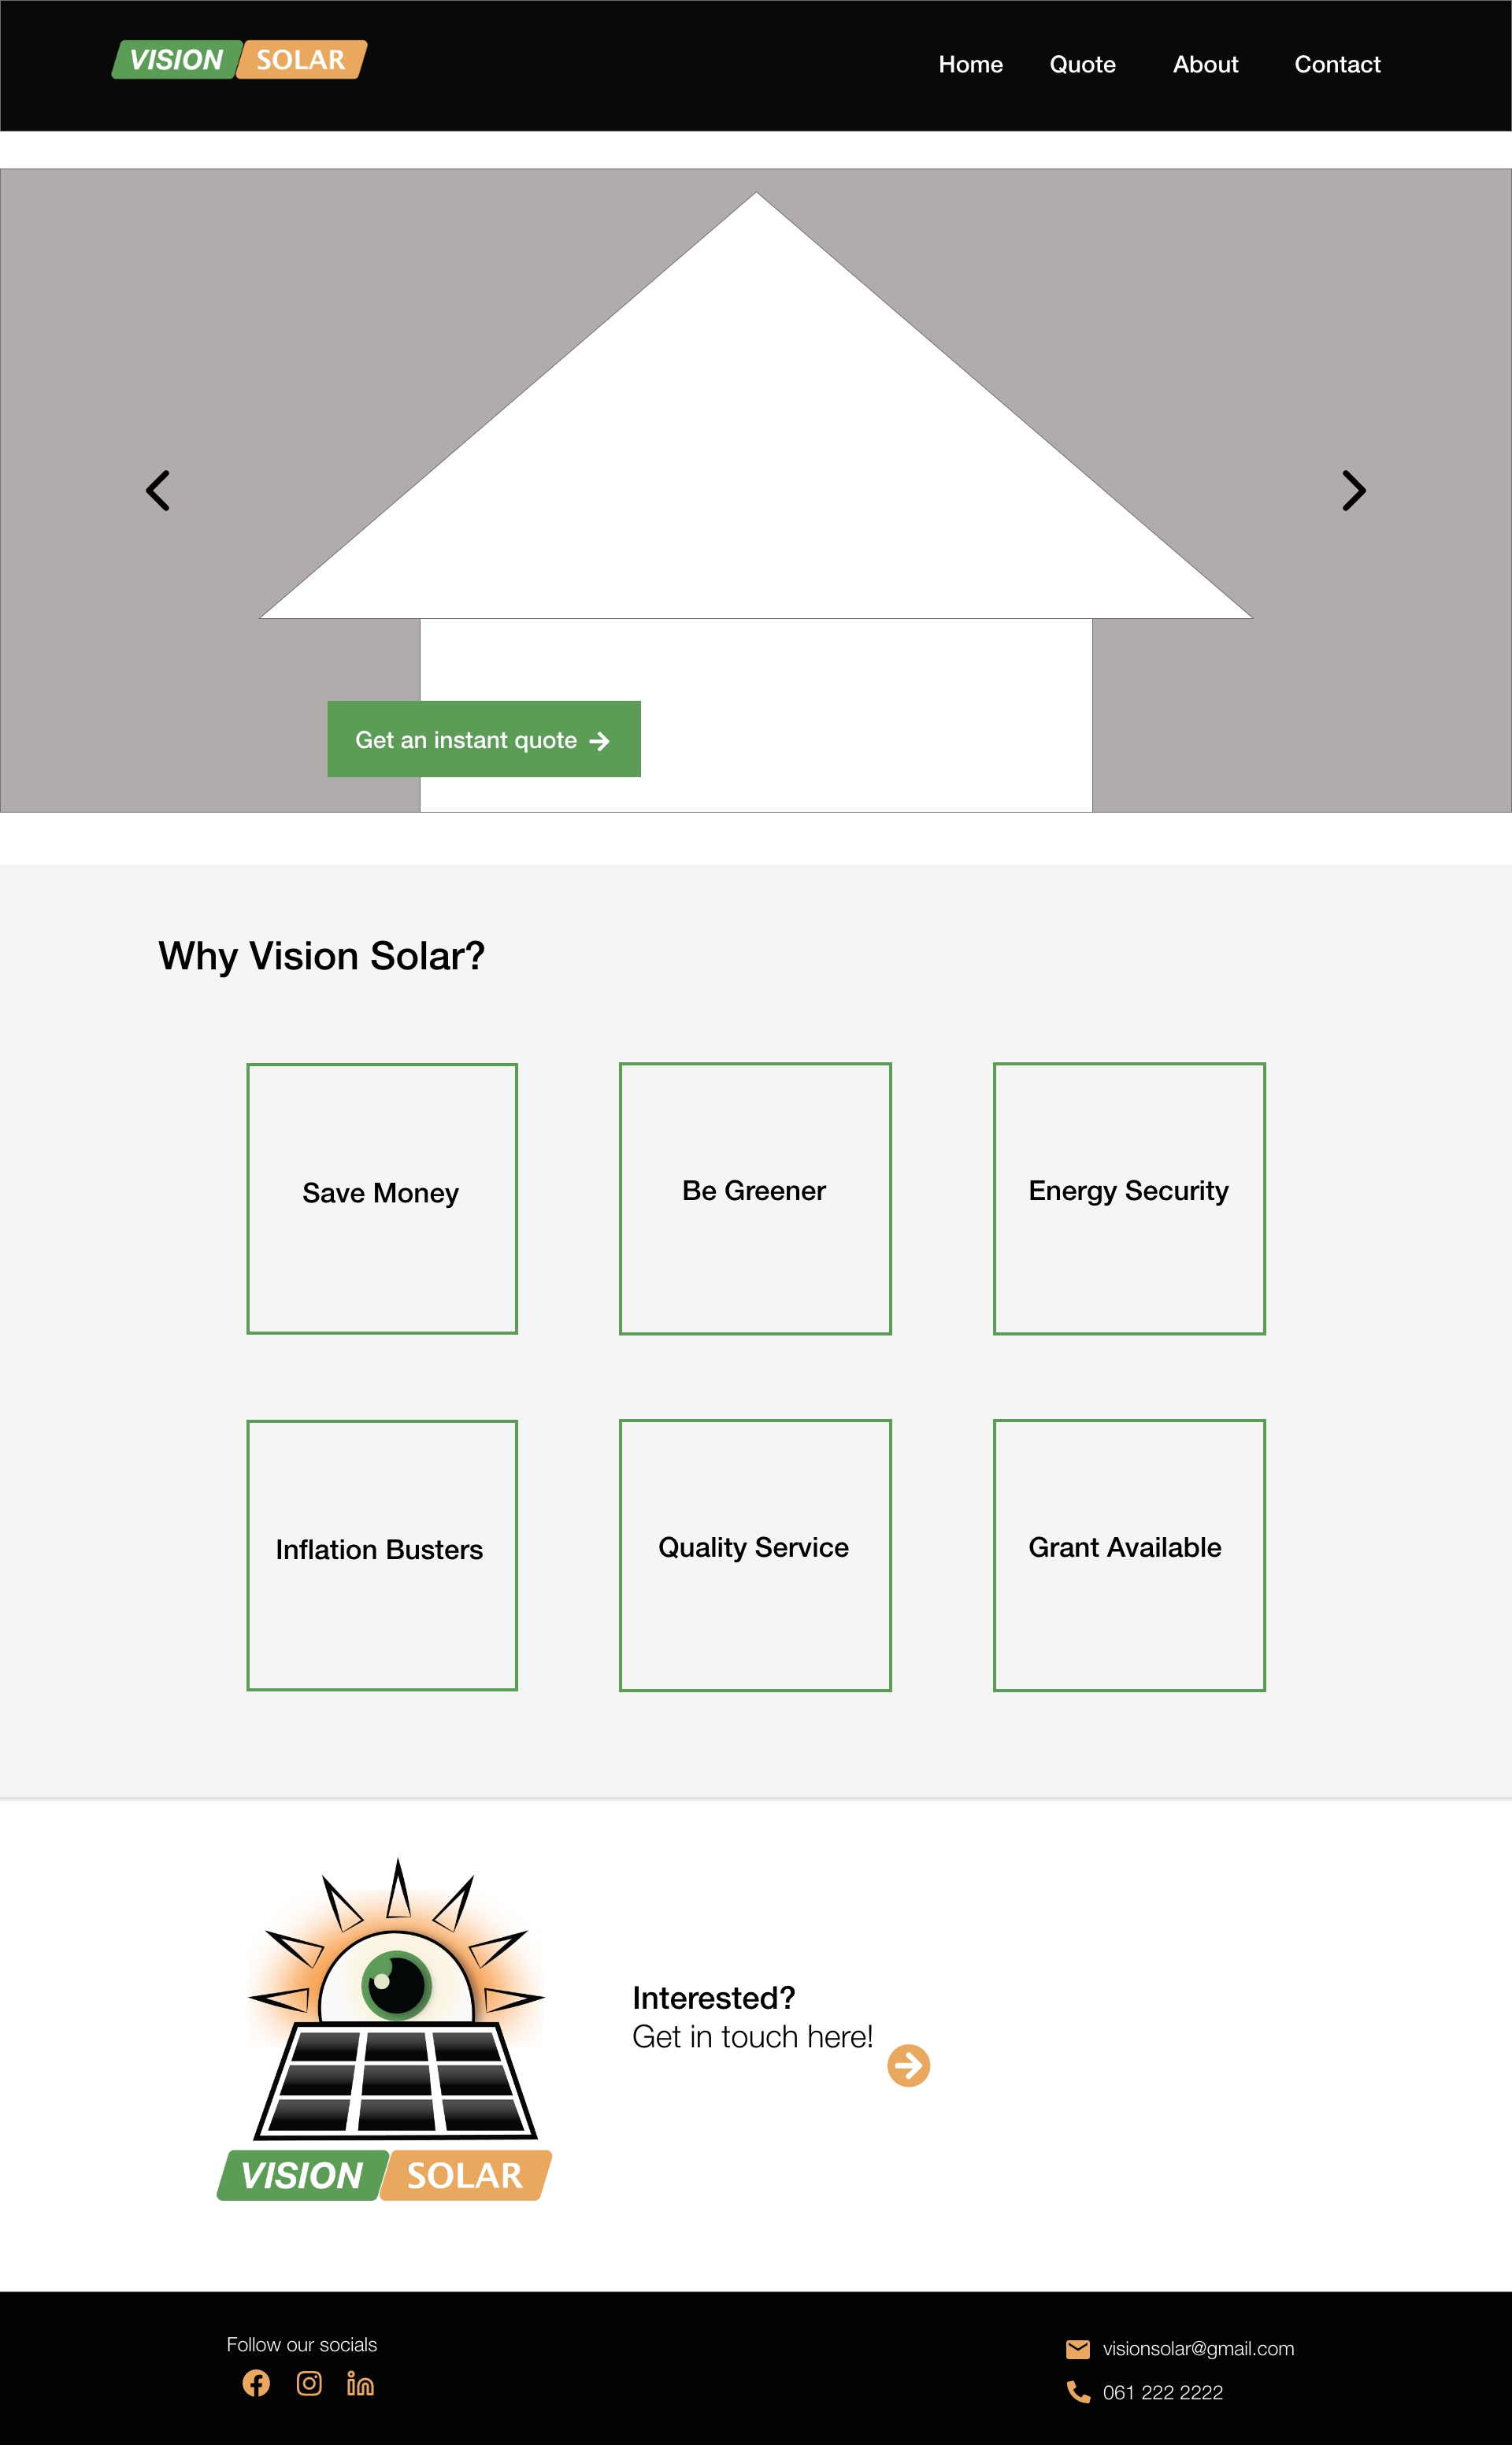 VISION SOLAR
Home Quote About Contact
Get an instant quote
Why Vision Solar?
Save Money
Be Greener
Energy Security
Inflation Busters
Quality Service
Grant Available
Interested?
Get in touch here!
VISION SOLAR
Follow our socials
visionsolar@gmail.com
061 222 2222